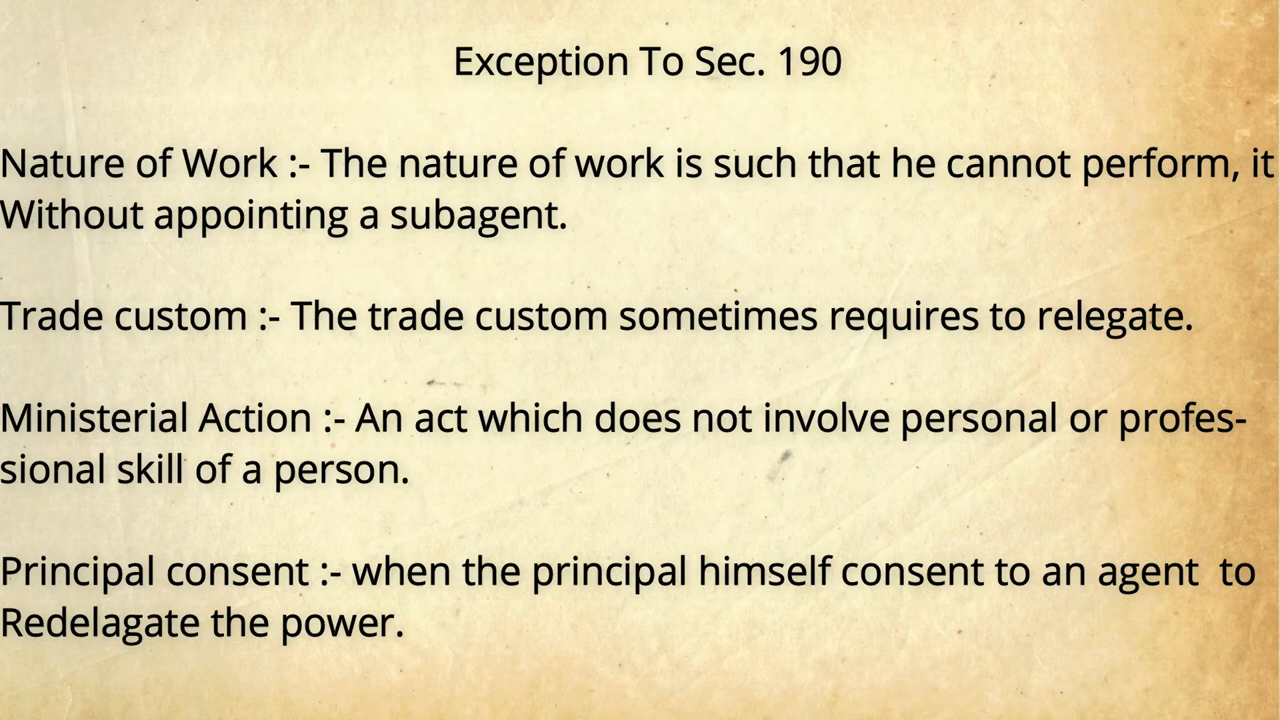 Exception To Sec. 190
Nature of Work :- The nature of work is such that he cannot perform, it
Without appointing a subagent.
Trade custom :- The trade custom sometimes requires to relegate.
Ministerial Action :- An act which does not involve personal or profes-
sional skill of a person.
Principal consent :- when the principal himself consent to an agent  to
Redelagate the power.